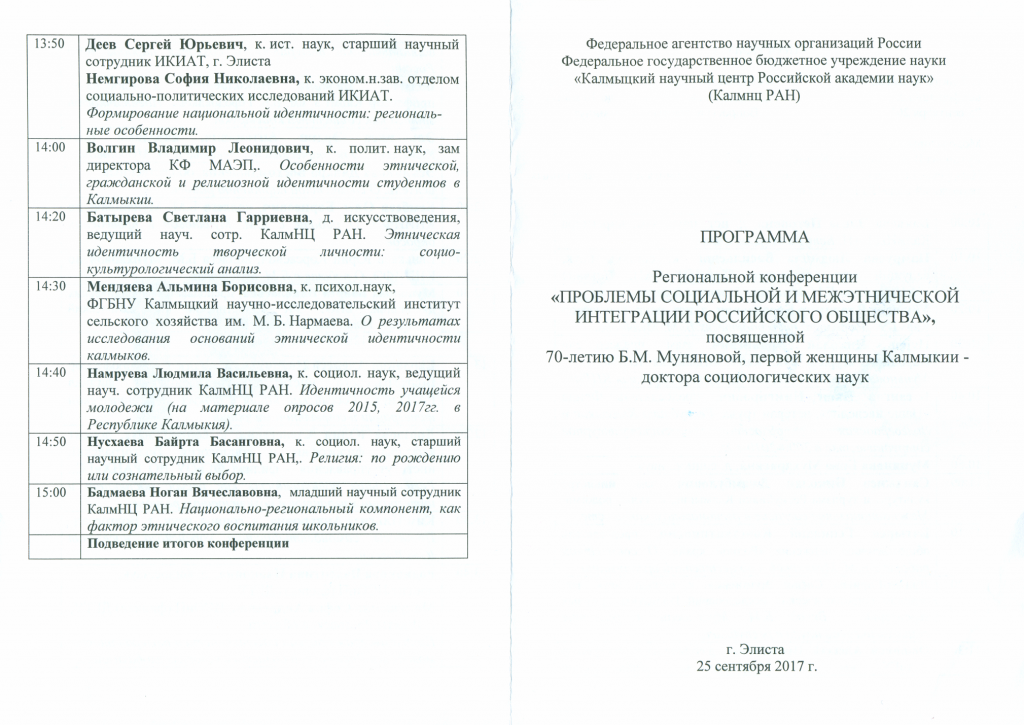 13:50
Деев Сергей Юрьевич, к. ист. наук, старший научный
сотрудник ИКИАТ, г. Элиста
Немгирова София Николаевна, к. эконом.н.зав. отделом
социально-политических исследований ИКИАТ.
Формирование национальной идентичности: региональ-
ные особенности.
14:00
Волгин Владимир Леонидович, к. полит. наук, зам
директора КФ МАЭП,. Особенности этнической,
гражданской и религиозной идентичности студентов в
Калмыкии.
14:20
Батырева Светлана Гарриевна, д. искусствоведения,
ведущий науч. сотр. КалмНЦ РАН. Этническая
идентичность творческой личности: социо-
культурологический анализ.
14:30
Мендяева Альмина Борисовна, к. психол.наук,
ФГБНУ Калмыцкий научно-исследовательский институт
сельского хозяйства им. М. Б. Нармаева. О результатах
исследования оснований этнической идентичности
калмыков.
14:40
Намруева Людмила Васильевна, к. социол. наук, ведущий
науч. сотрудник КалмНЦ РАН. Идентичность учащейся
молодежи (на материале опросов 2015, 2017гг. в
Республике Калмыкия).
14:50
Нусхаева Байрта Басанговна, к. социол. наук, старший
научный сотрудник КалмНЦ РАН,. Религия: по рождению
или сознательный выбор.
15:00
Бадмаева Ноган Вячеславовна, младший научный сотрудник
КалмНЦ РАН. Национально-региональный компонент, как
фактор этнического воспитания школьников.
Подведение итогов конференции
Федеральное агентство научных организаций России
Федеральное государственное бюджетное учреждение науки
«Калмыцкий научный центр Российской академии наук»
(Калмнц РАН)
ПРОГРАММА
Региональной конференции
«ПРОБЛЕМЫ СОЦИАЛЬНОЙ И МЕЖЭТНИЧЕСКОЙ
ИНТЕГРАЦИИ РОССИЙСКОГО ОБЩЕСТВА»,
посвященной
70-летию Б.М. Муняновой, первой женщины Калмыкии -
доктора социологических наук
г. Элиста
25 сентября 2017 г.